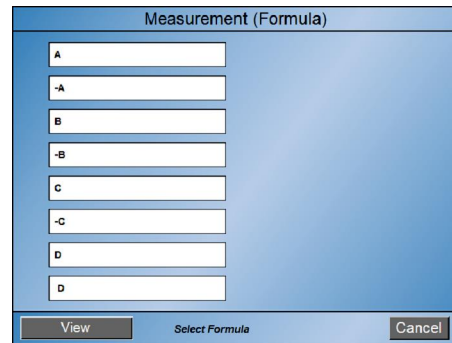 Measurement (Formula)
A
-A
B
-B
C
-C
D
D
View Select Formula Cancel